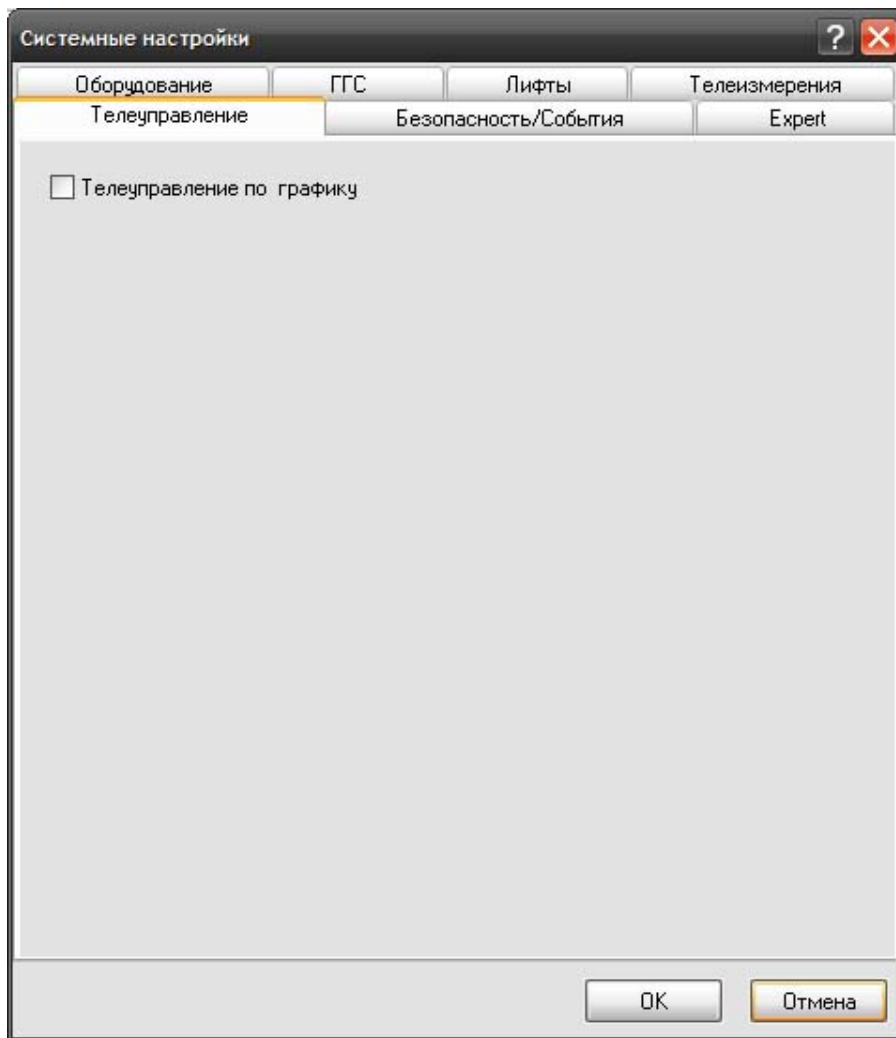 Системные настройки
Оборудование ГГС Лифты Телеизмерения
Телеуправление Безопасность/События Expert
Телеуправление по графику
OK Отмена